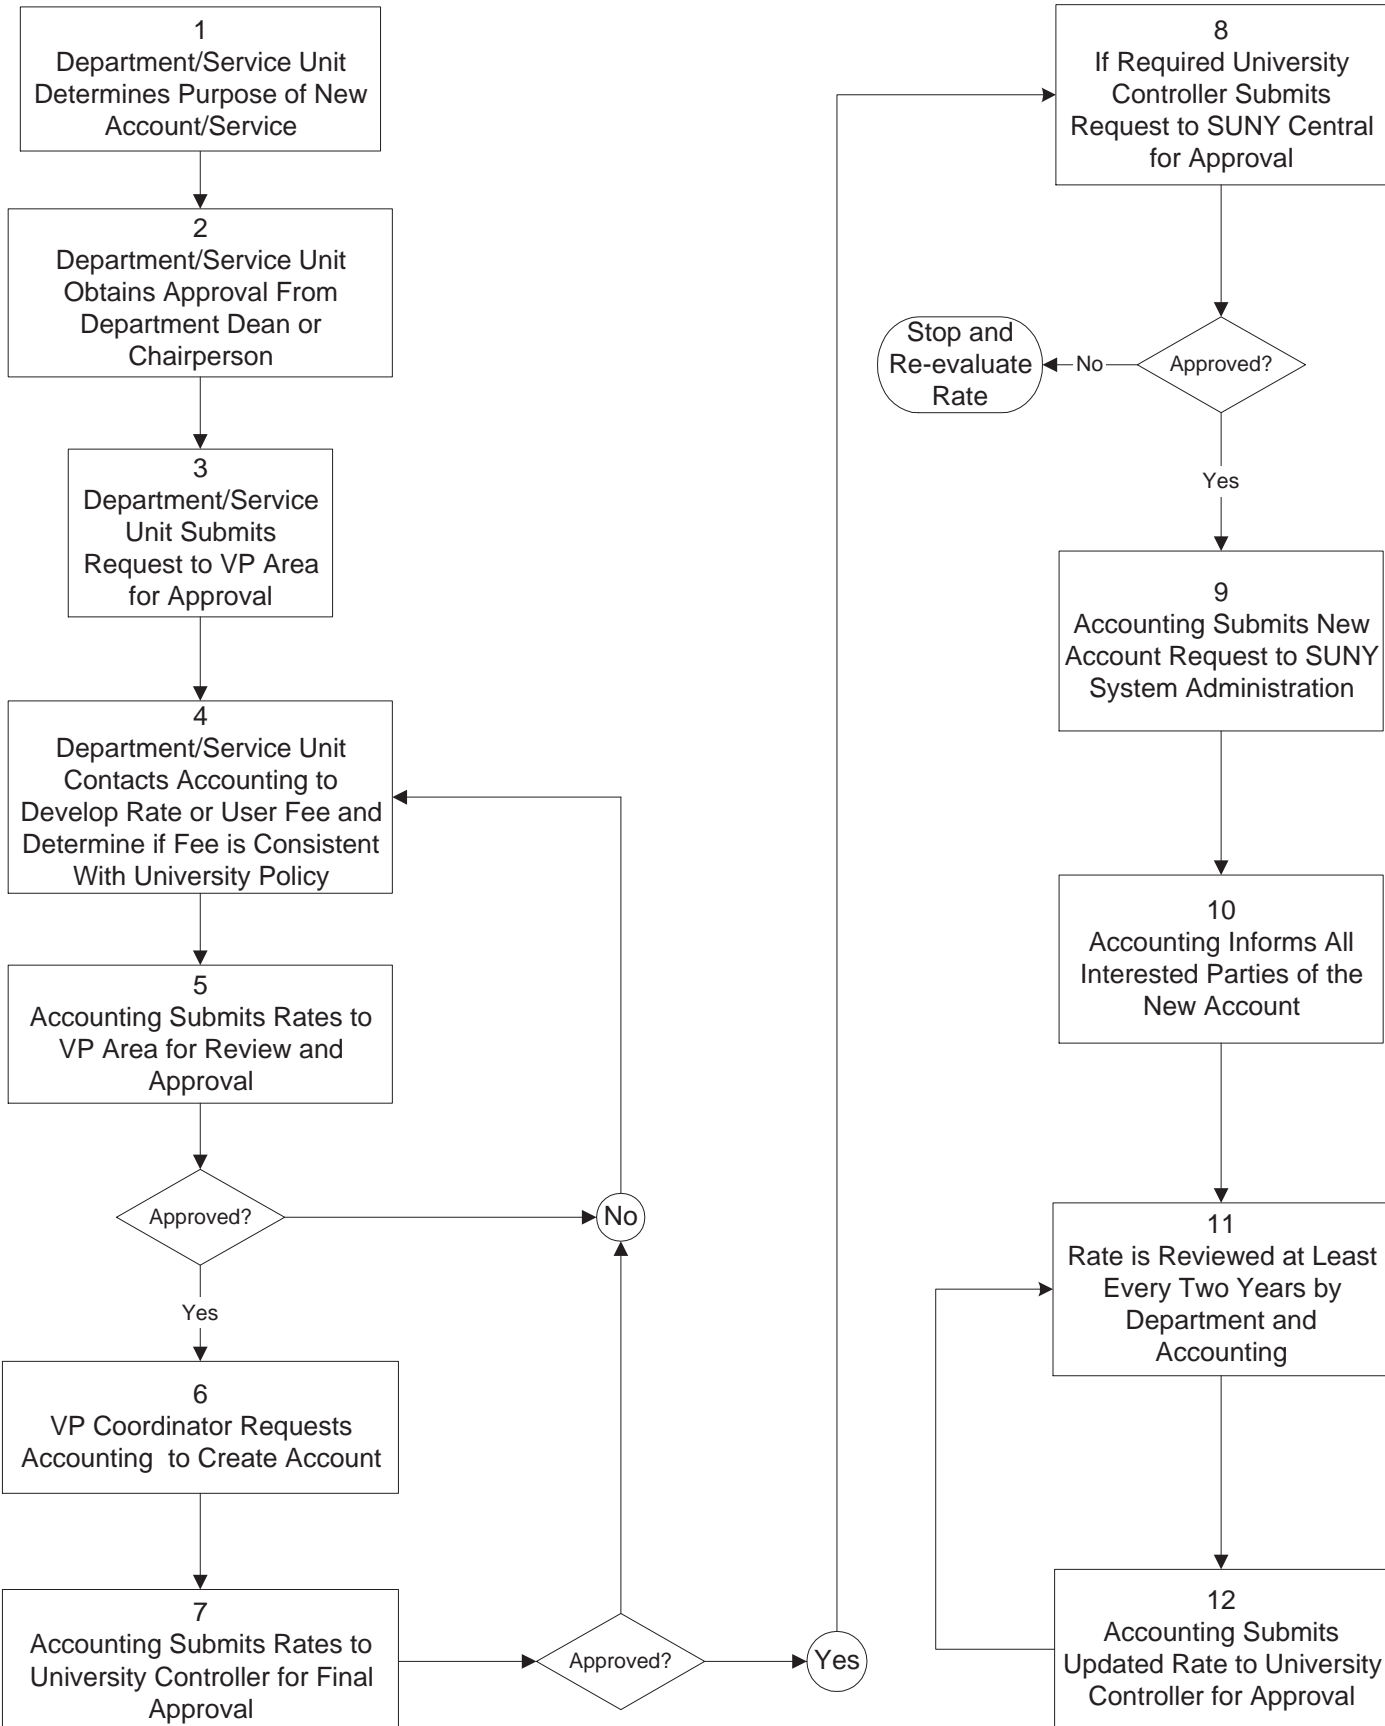 1
Department/Service Unit
Determines Purpose of New
Account/Service
2
Department/Service Unit
Obtains Approval From
Department Dean or
Chairperson
3
Department/Service
Unit Submits
Request to VP Area
for Approval
4
Department/Service Unit
Contacts Accounting to
Develop Rate or User Fee and
Determine if Fee is Consistent
With University Policy
5
Accounting Submits Rates to
VP Area for Review and
Approval
Approved?
No
Yes
6
VP Coordinator Requests
Accounting to Create Account
7
Accounting Submits Rates to
University Controller for Final
Approval
Approved?
Yes
8
If Required University
Controller Submits
Request to SUNY Central
for Approval
Approved?
No
Stop and
Re-evaluate
Rate
Yes
9
Accounting Submits New
Account Request to SUNY
System Administration
10
Accounting Informs All
Interested Parties of the
New Account
11
Rate is Reviewed at Least
Every Two Years by
Department and
Accounting
12
Accounting Submits
Updated Rate to University
Controller for Approval